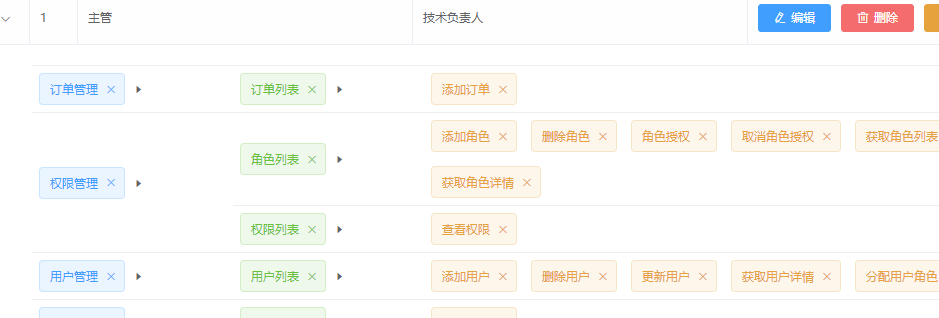 1 主管 技术负责人 编辑 删除
订单管理 订单列表 添加订单
添加角色 删除角色 角色授权 取消角色授权 获取角色列表
角色列表
权限管理 获取角色详情
权限列表 查看权限
用户管理 用户列表 添加用户 删除用户 更新用户 获取用户详情 分配用户角色